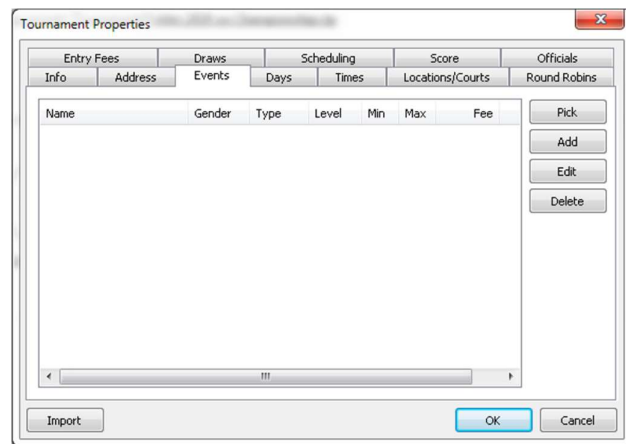 Tournament Properties
Entry Fees Draws Scheduling Score Officials
Info Address Events Days Times Locations/Courts Round Robins
Name Gender Type Level Min Max Fee
Pick
Add
Edit
Delete
Import OK Cancel